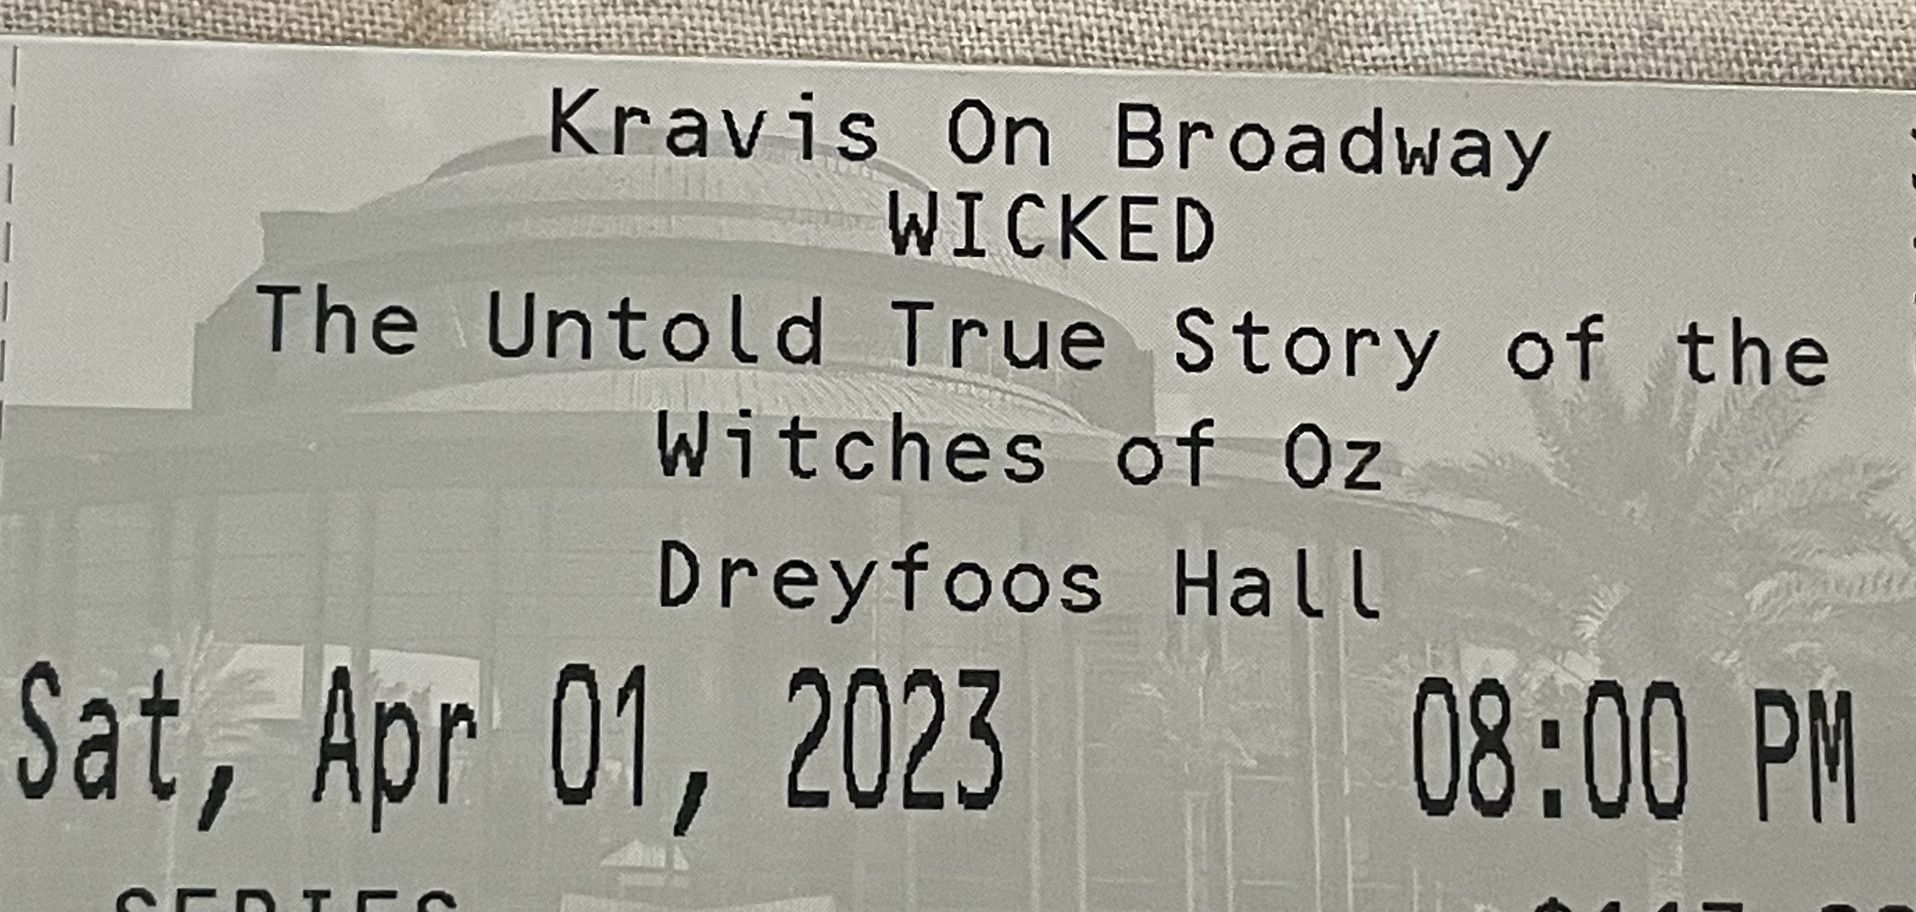 Kravis On Broadway
WICKED
The Untold True Story of the
Witches of Oz
Dreyfoos Hall
Sat, Apr 01, 2023 08:00 PM
SERIES